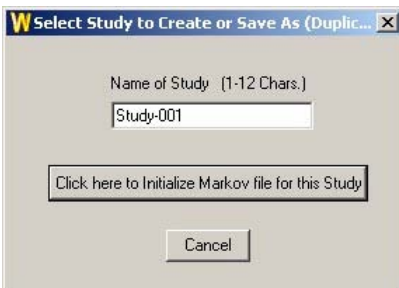 W Select Study to Create or Save As (Duplic...
Name of Study (1-12 Chars.)
Study-001
Click here to Initialize Markov file for this Study
Cancel